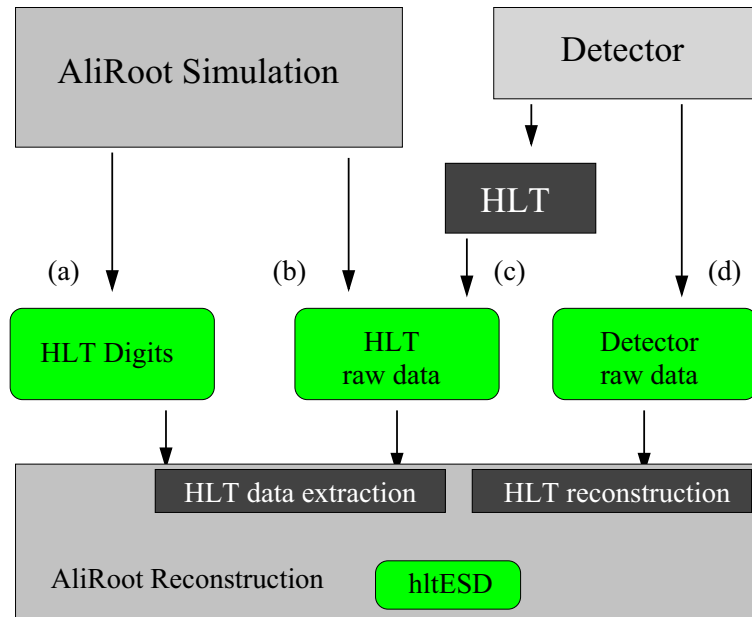 AliRoot Simulation
Detector
HLT
(a)
(b)
(c)
(d)
HLT Digits
HLT
raw data
Detector
raw data
HLT data extraction
HLT reconstruction
AliRoot Reconstruction
hltESD